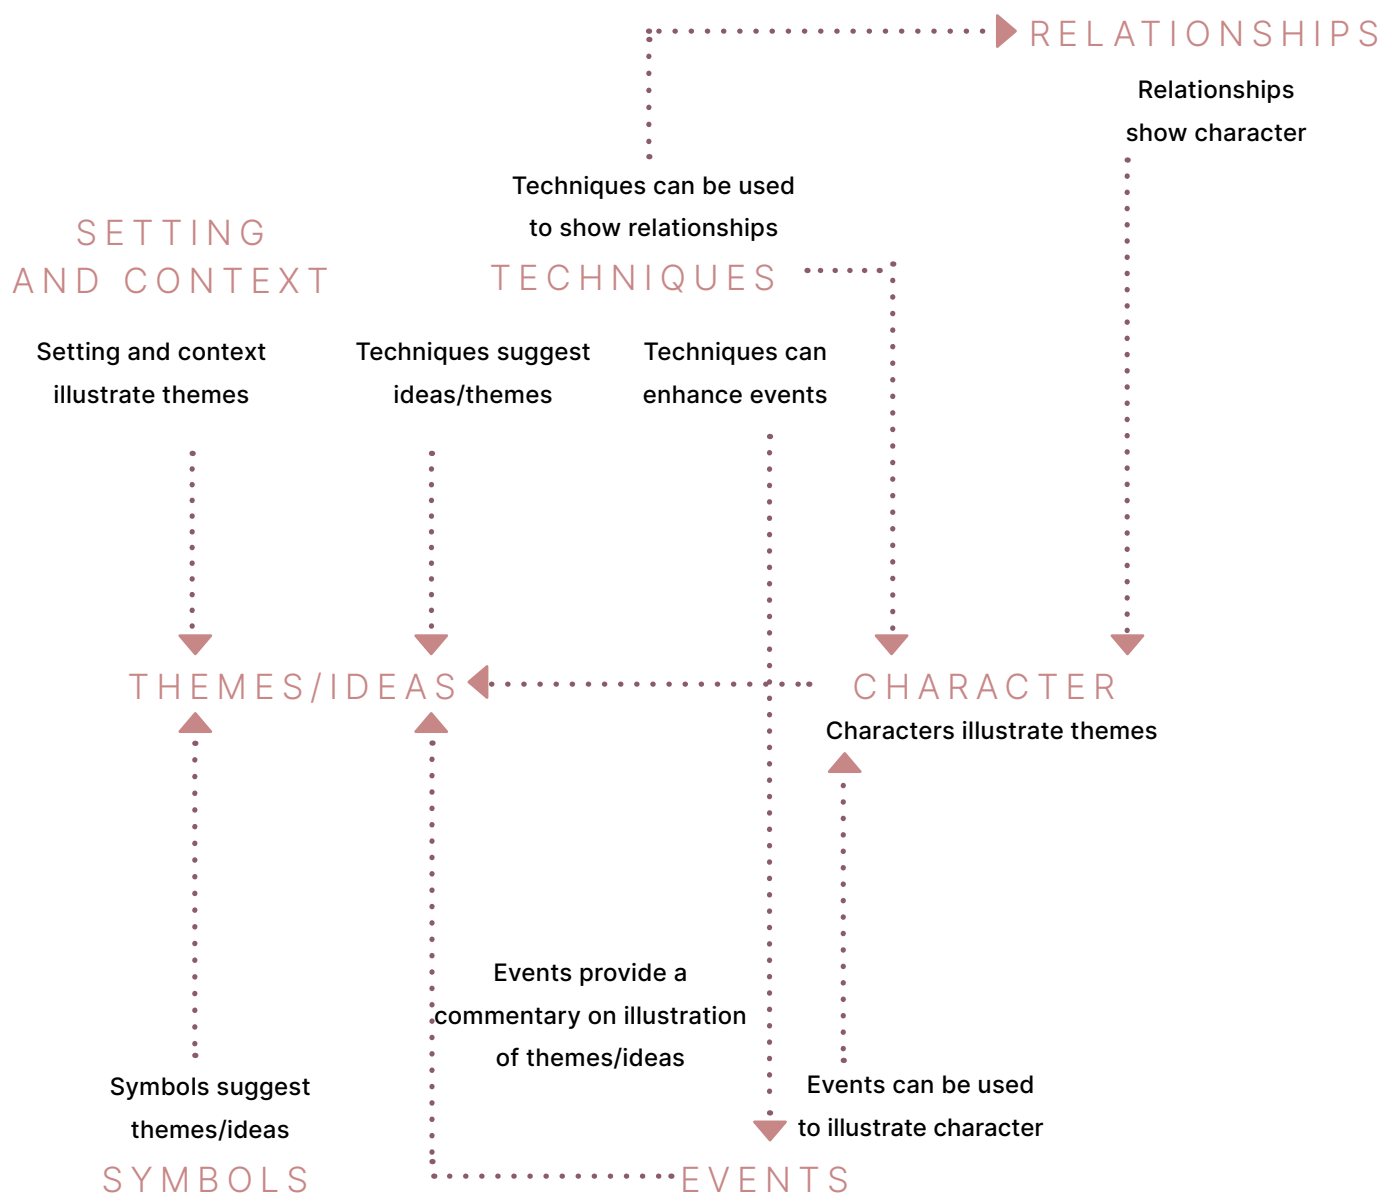 RELATIONSHIPS
Relationships
show character
Techniques can be used
to show relationships
SETTING
AND CONTEXT
TECHNIQUES
Setting and context
illustrate themes
Techniques suggest
ideas/themes
Techniques can
enhance events
THEMES/IDEAS
CHARACTER
Characters illustrate themes
Events provide a
commentary on illustration
of themes/ideas
Symbols suggest
themes/ideas
SYMBOLS
Events can be used
to illustrate character
EVENTS